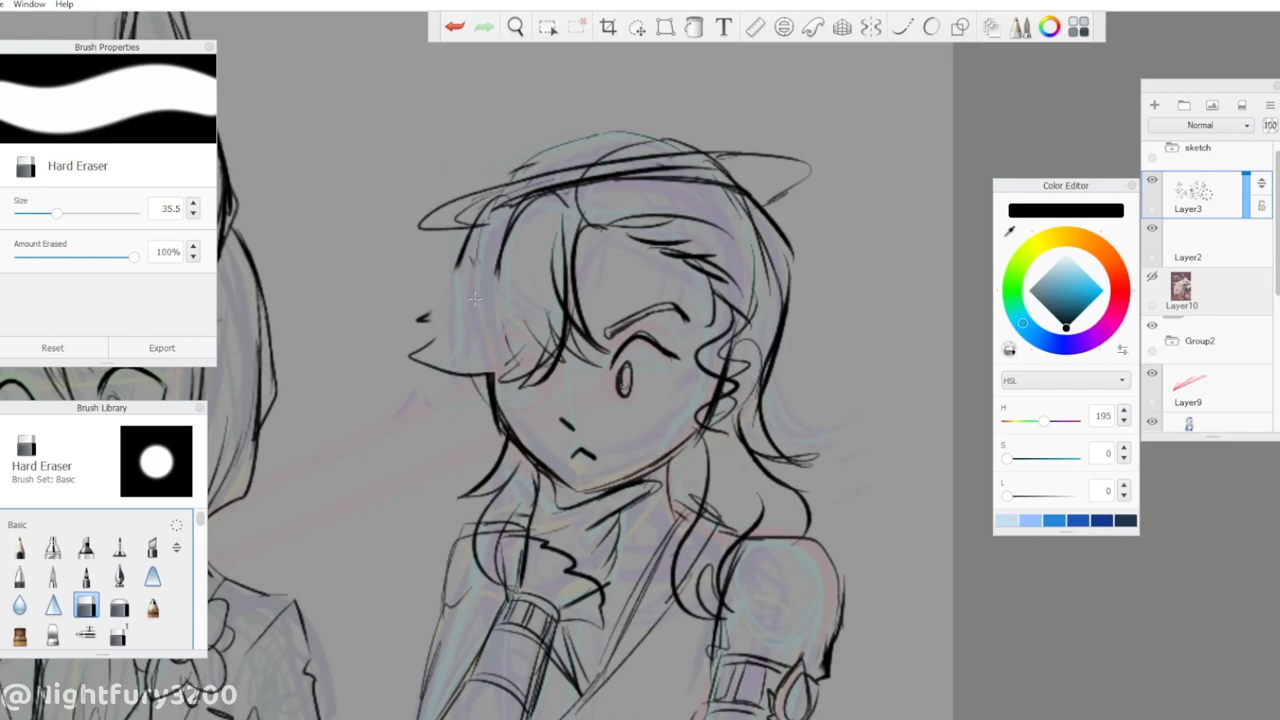 Window Help
Brush Properties
Hard Eraser
Size
35.5
Amount Erased
100%
Reset Export
Brush Library
Hard Eraser
Brush Set: Basic
Basic
1
@Nightfury3200
T
Color Editor
HSL
H
195
S
0
L
0
Normal
100
sketch
Layer3
Layer2
Layer10
Group2
Layer9